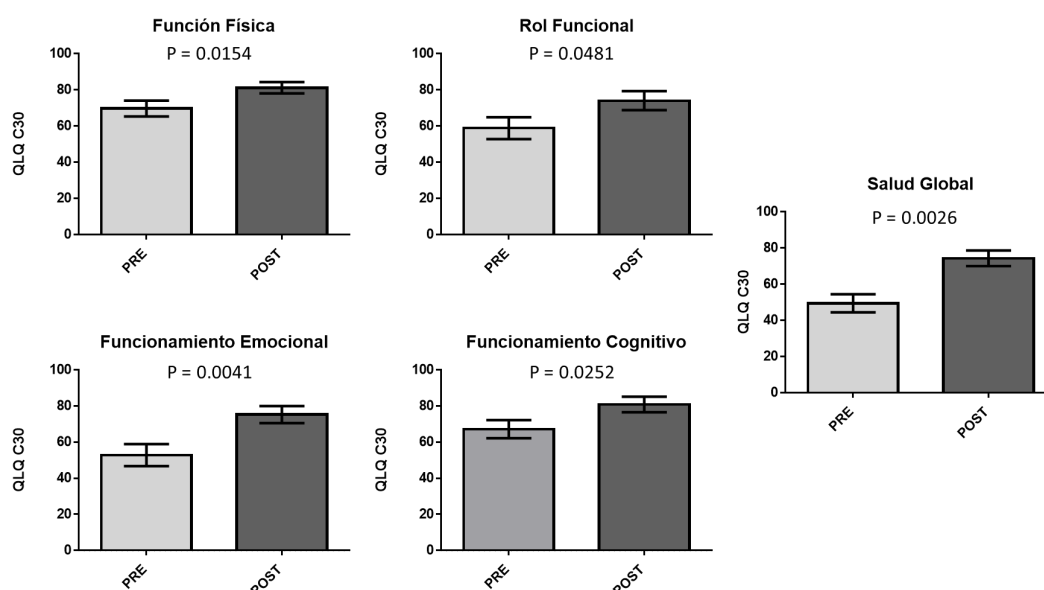 Función Física
P = 0.0154
QLQ C30
100
80
60
40
20
0
PRE
POST
Rol Funcional
P = 0.0481
QLQ C30
100
80
60
40
20
0
PRE
POST
Salud Global
P = 0.0026
QLQ C30
100
80
60
40
20
0
PRE
POST
Funcionamiento Emocional
P = 0.0041
QLQ C30
100
80
60
40
20
0
PRE
POST
Funcionamiento Cognitivo
P = 0.0252
QLQ C30
100
80
60
40
20
0
PRE
POST